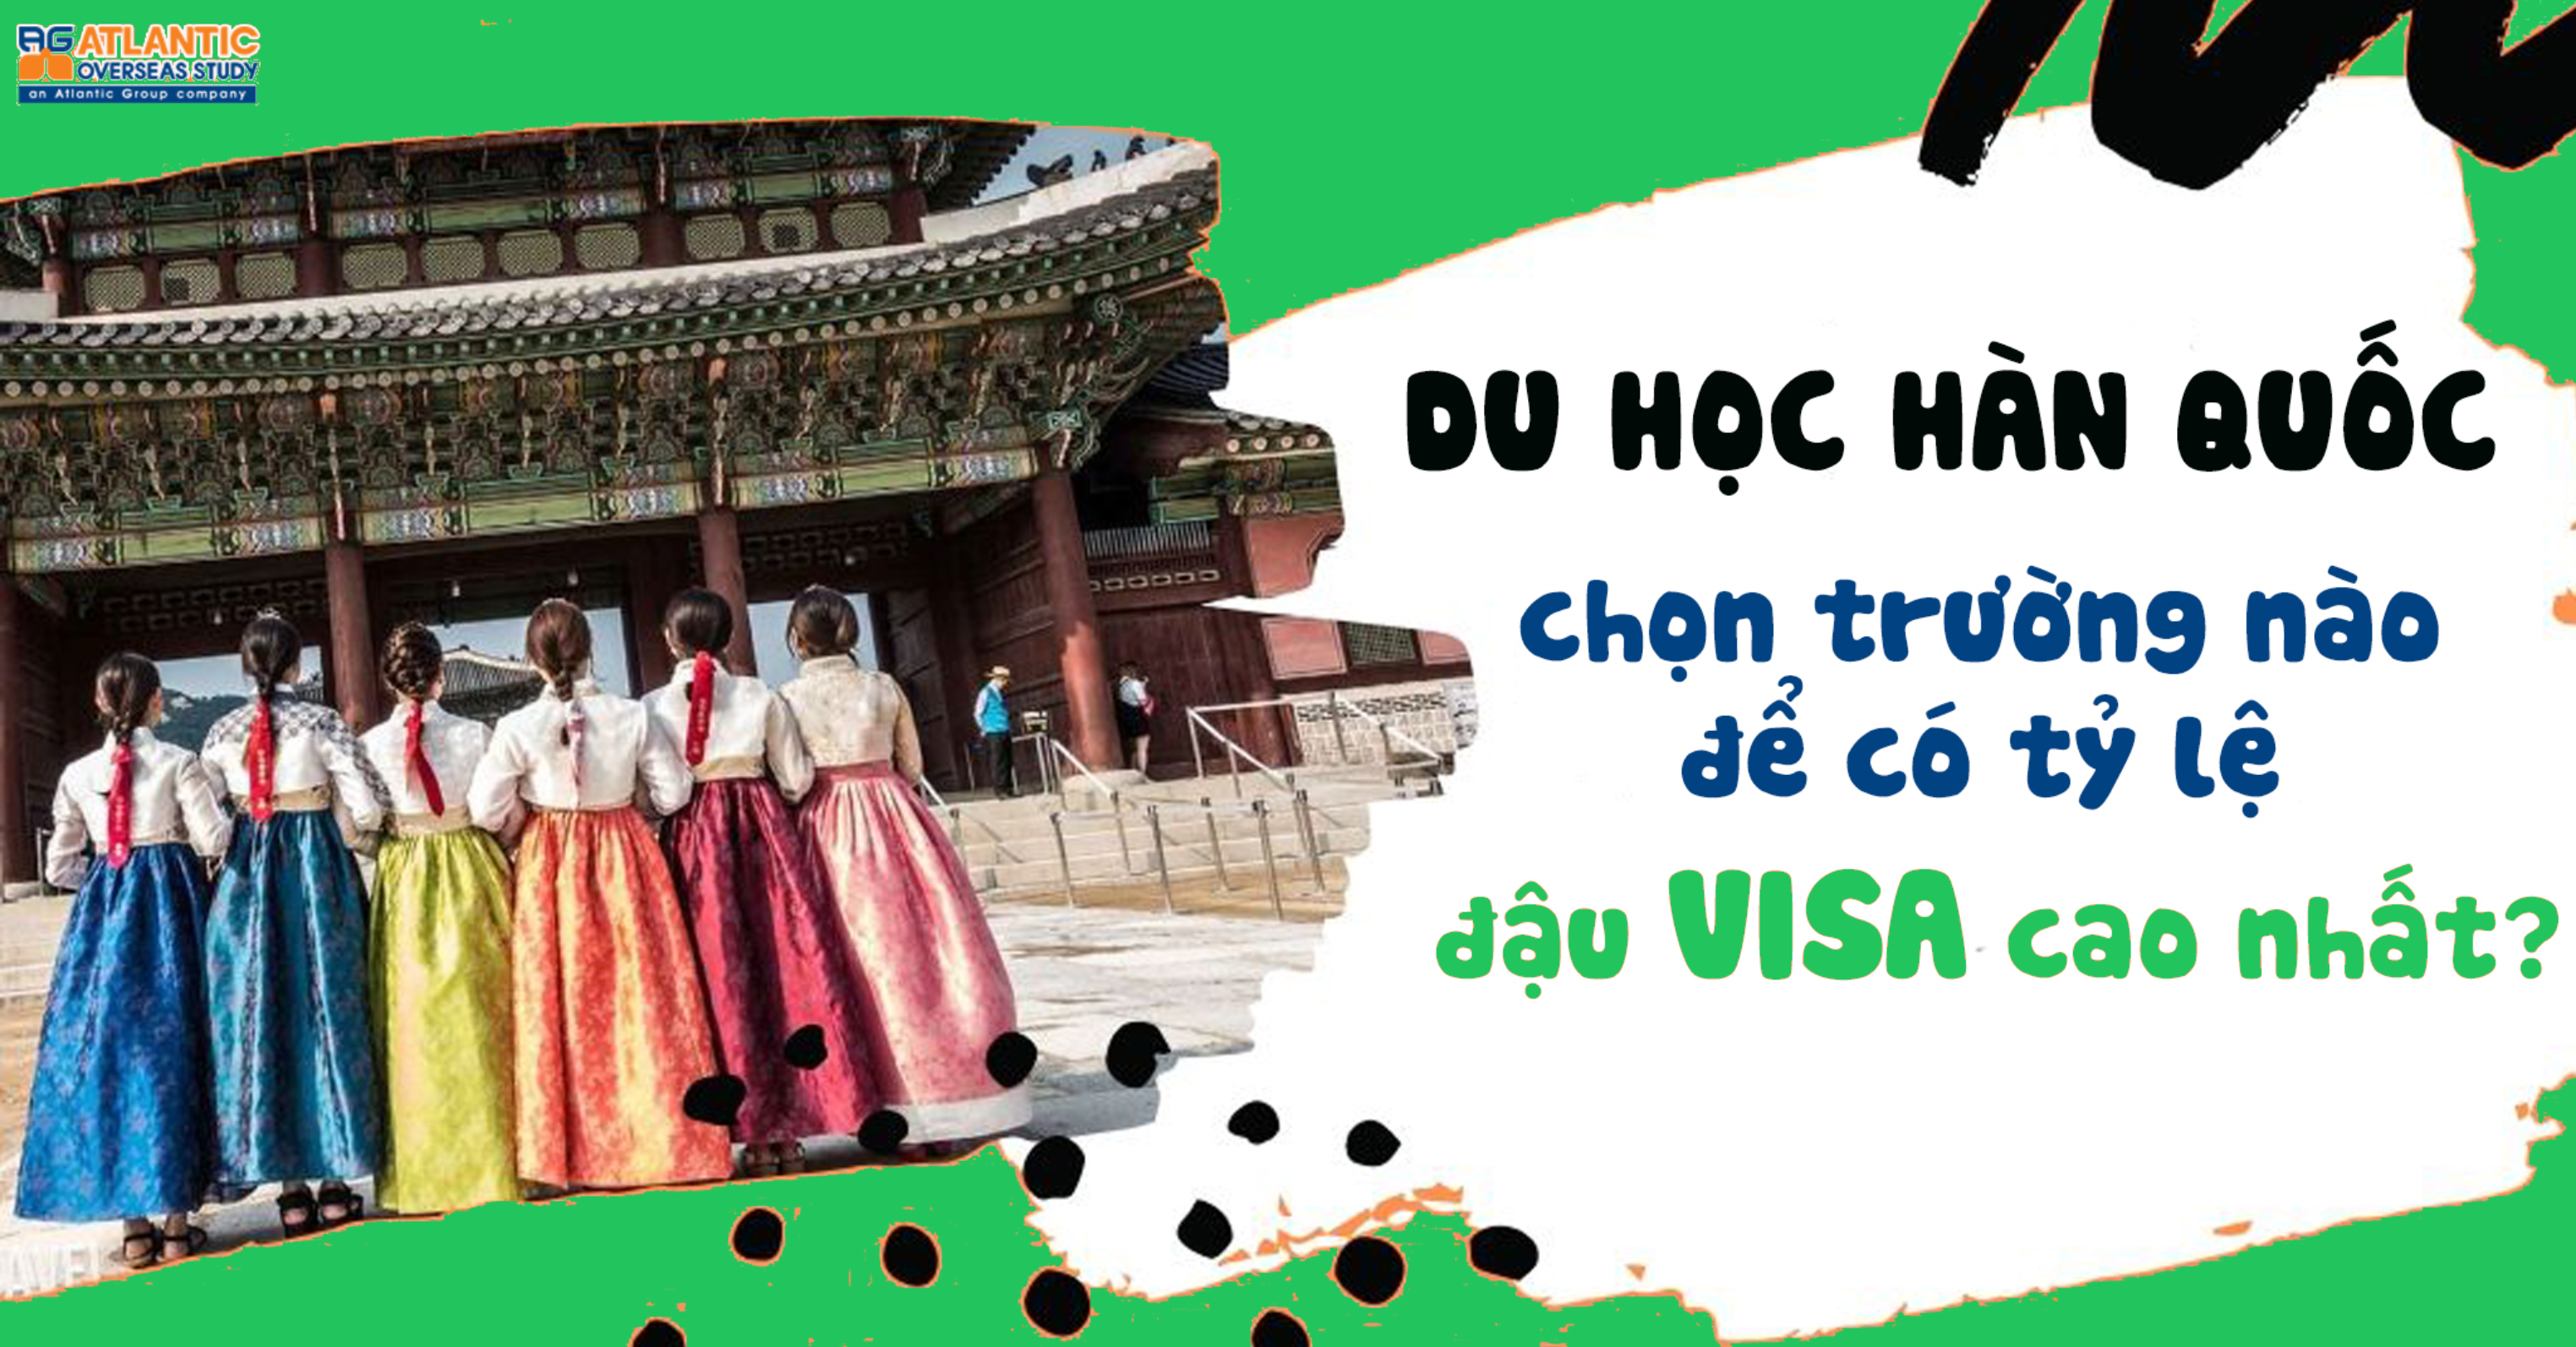 AG ATLANTIC
OVERSEAS STUDY
an Atlantic Group company
DU HỌC HÀN QUỐC
chọn trường nào
để có tỷ lệ
đậu VISA cao nhất?